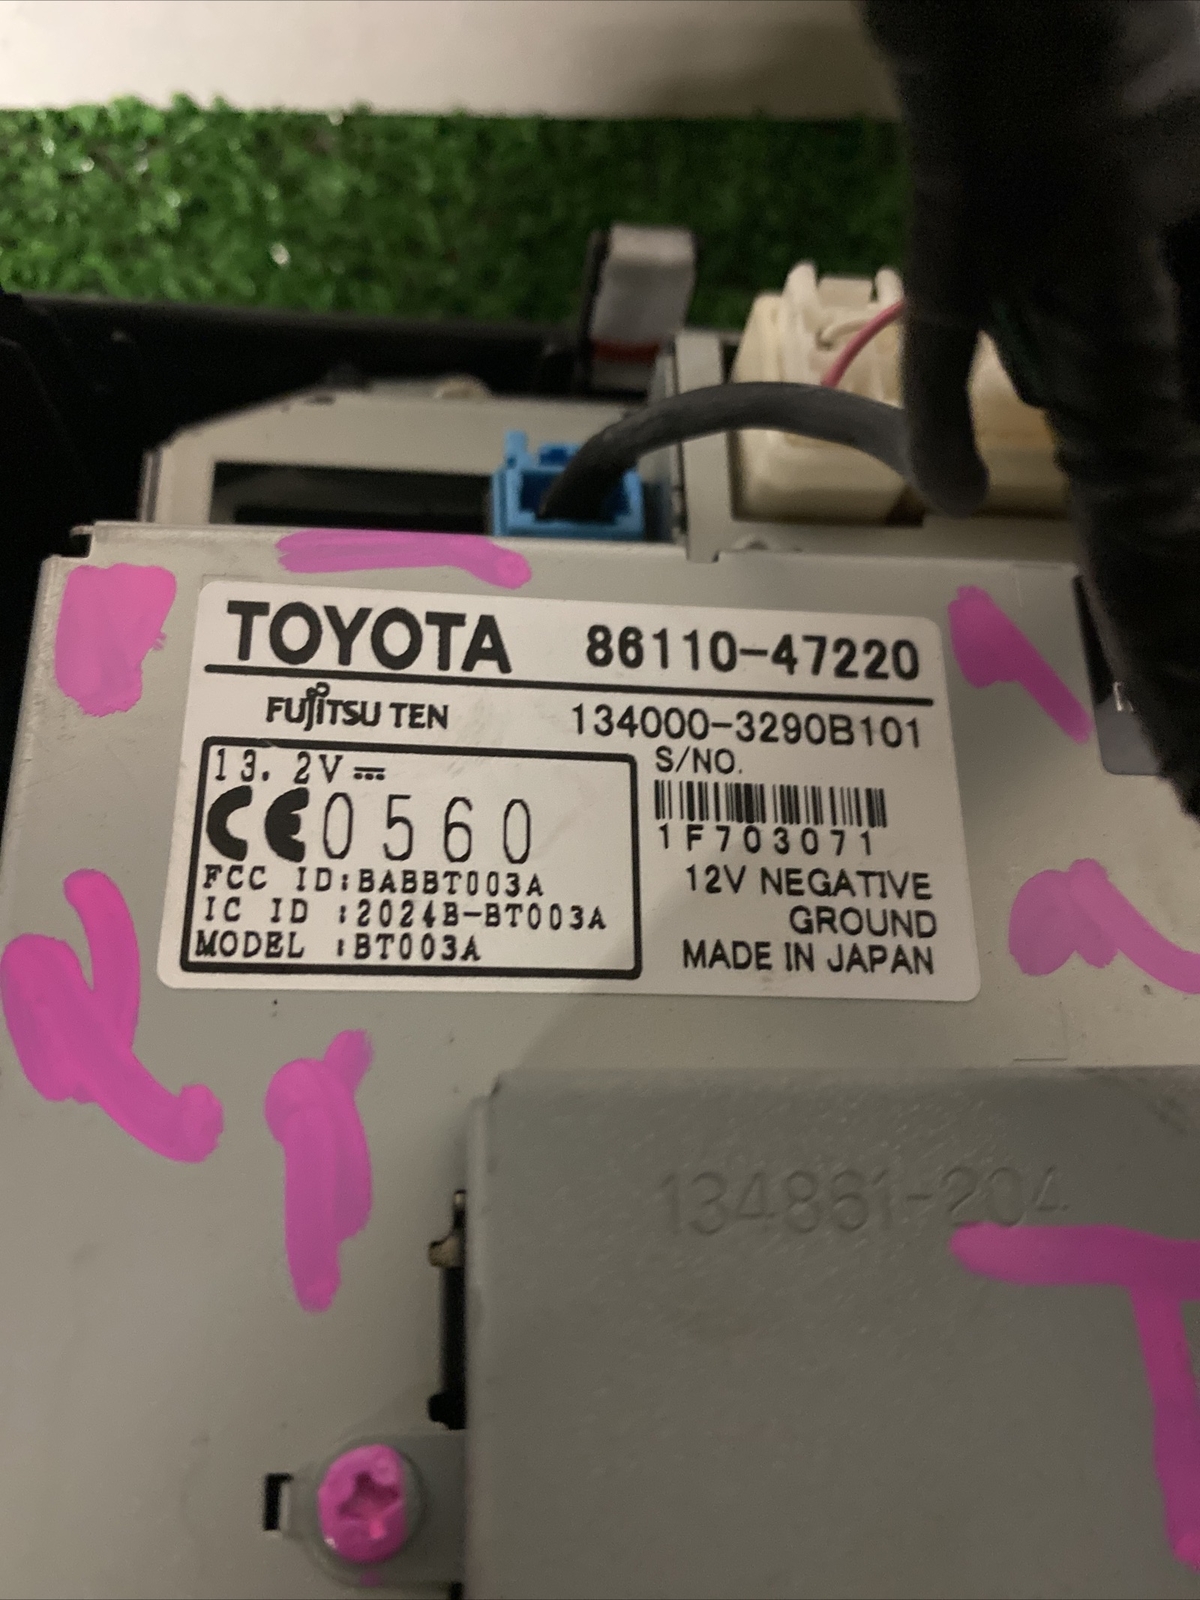 TOYOTA 86110-47220
FUJITSU TEN 134000-3290B101
13. 2V
S/NO.
CE0560
1F703071
FCC ID:BABBT003A
12V NEGATIVE
IC ID :2024B-BT003A
GROUND
MODEL :BT003A
MADE IN JAPAN
134861-204